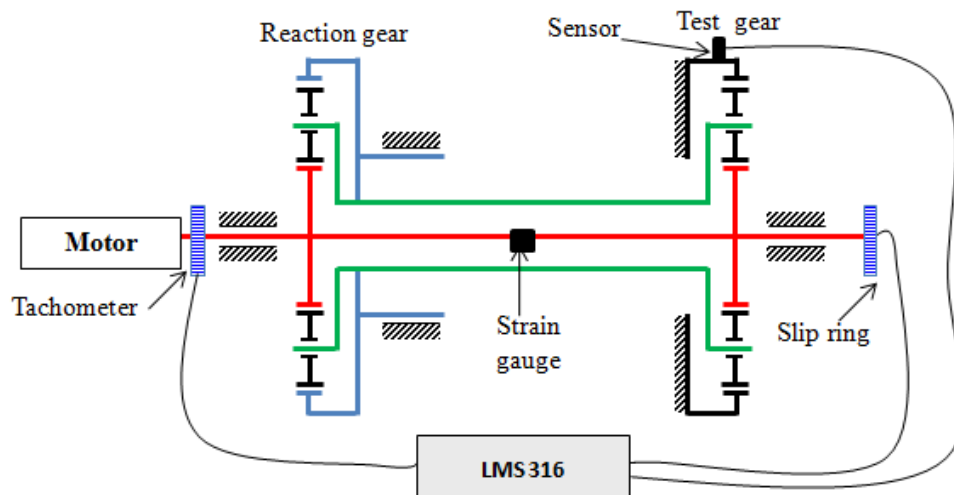 Reaction gear
Sensor
Test gear
Motor
Tachometer
Strain
gauge
Slip ring
LMS 316